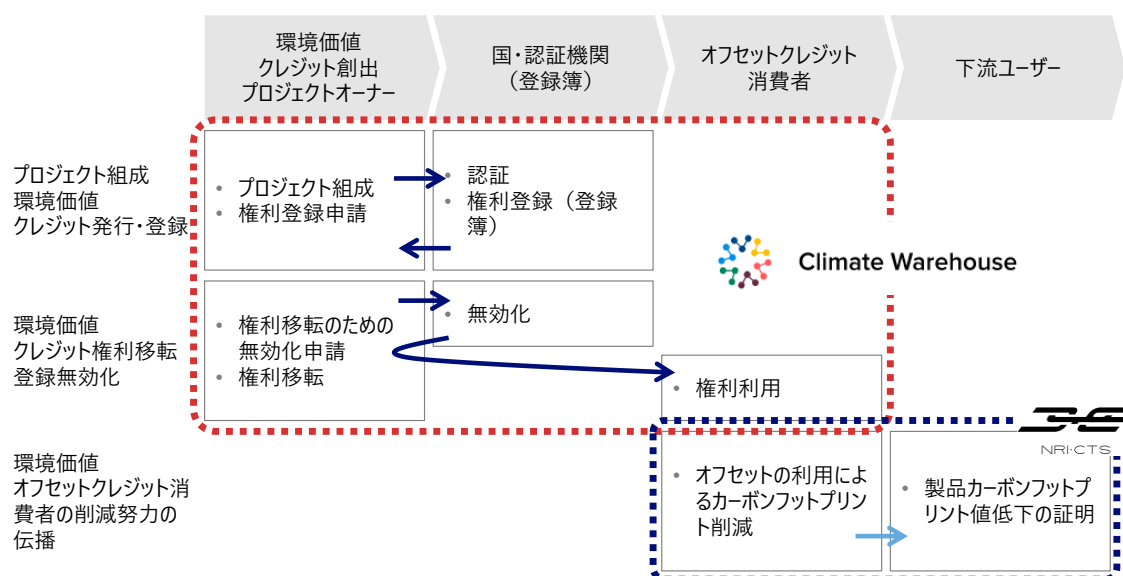 環境価値
クレジット創出
プロジェクトオーナー
国・認証機関
(登録簿)
オフセットクレジット
消費者
下流ユーザー
プロジェクト組成
環境価値
クレジット発行・登録
• プロジェクト組成
• 権利登録申請
• 認証
• 権利登録（登録
簿）
Climate Warehouse
環境価値
クレジット権利移転
登録無効化
• 権利移転のための
無効化申請
• 権利移転
• 無効化
• 権利利用
NRI-CTS
環境価値
オフセットクレジット消
費者の削減努力の
伝播
• オフセットの利用によ
るカーボンフットプリン
ト削減
• 製品カーボンフットプ
リント値低下の証明